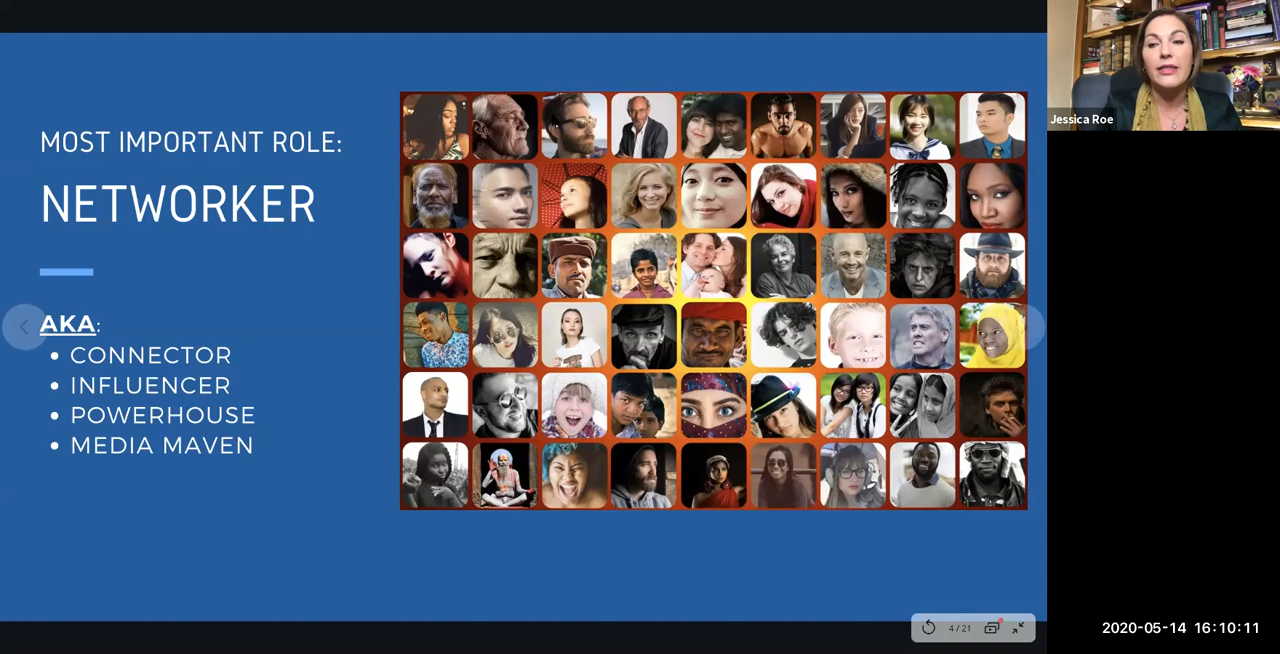 MOST IMPORTANT ROLE:
NETWORKER
AKA:
• CONNECTOR
• INFLUENCER
• POWERHOUSE
• MEDIA MAVEN
Jessica Roe
4 / 21
2020-05-14 16:10:11